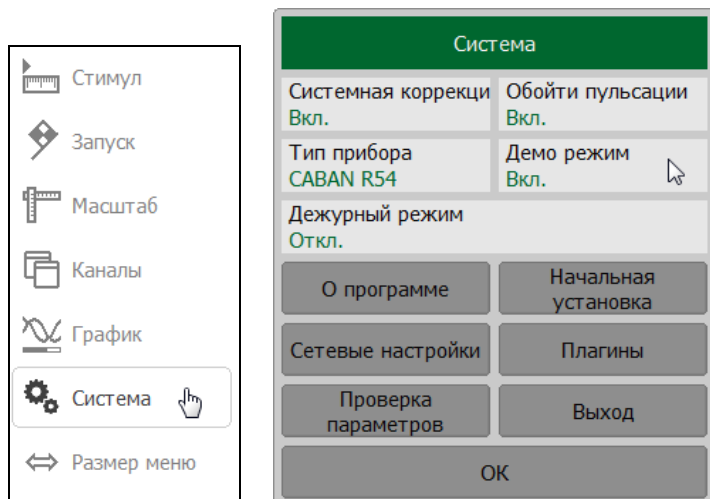 Стимул
Запуск
Масштаб
Каналы
График
Система
Размер меню
Система
Системная коррекци
Вкл.
Обойти пульсации
Вкл.
Тип прибора
CABAN R54
Демо режим
Вкл.
Дежурный режим
Откл.
О программе
Начальная
установка
Сетевые настройки
Плагины
Проверка
параметров
Выход
ОК